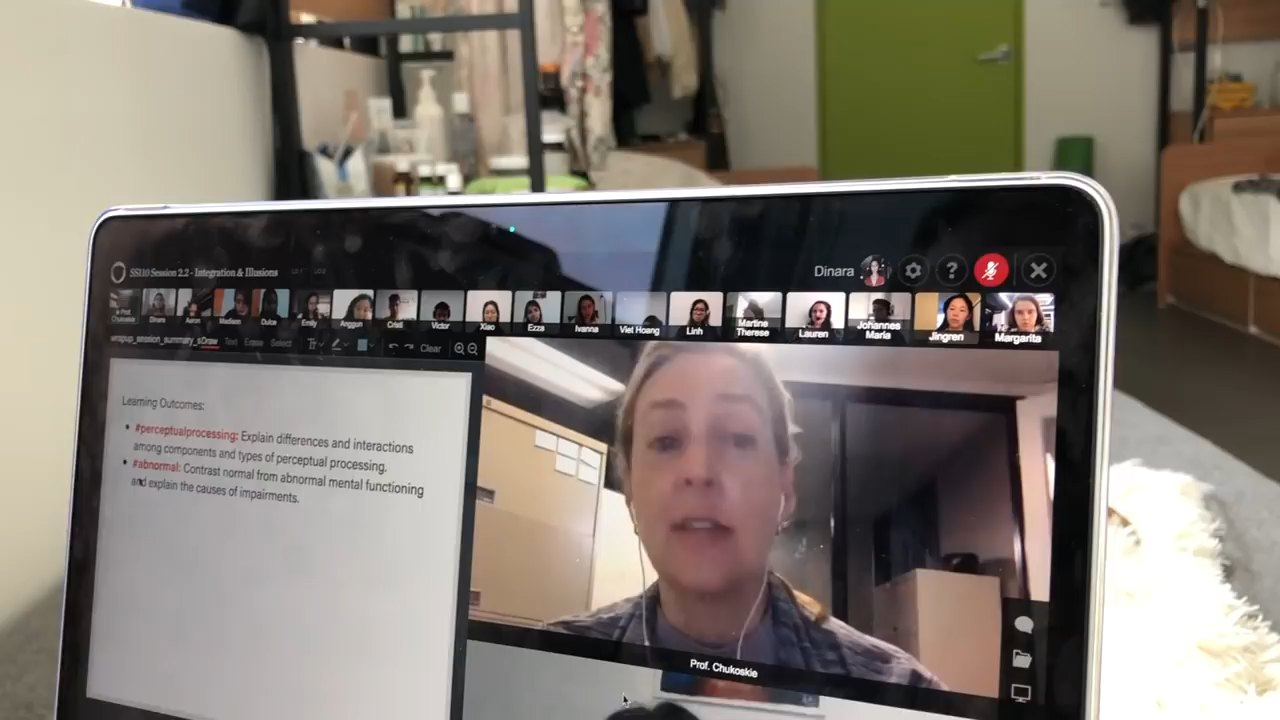 SS110 Session 2.2 - Integration & Illusions
Dinara
?
Prof. Chukoskie
Dinara
Aaron
Madison
Dulce
Emily
Anggun
Cristi
Victor
Xiao
Ezza
Ivanna
Viet Hoang
Linh
Martine Therese
Lauren
Johannes Maria
Jingren
Margarita
Draw Text Erase Select Clear
Learning Outcomes:
• #perceptualprocessing: Explain differences and interactions
among components and types of perceptual processing.
• #abnormal: Contrast normal from abnormal mental functioning
and explain the causes of impairments.
Prof. Chukoskie